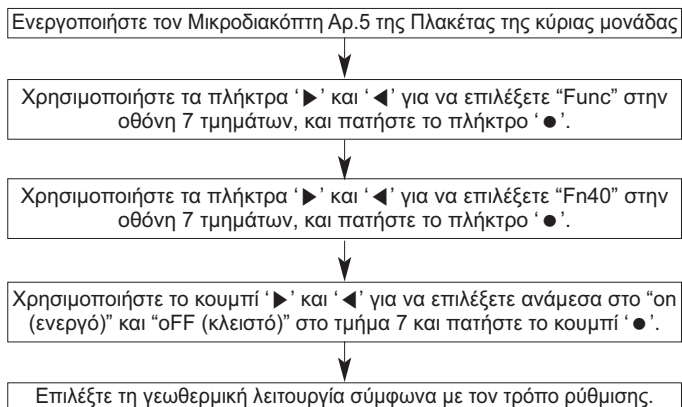 Ενεργοποιήστε τον Μικροδιακόπτη Αρ.5 της Πλακέτας της κύριας μονάδας
Χρησιμοποιήστε τα πλήκτρα ‘▶’ και ‘◀’ για να επιλέξετε “Func” στην
οθόνη 7 τμημάτων, και πατήστε το πλήκτρο ‘●’.
Χρησιμοποιήστε τα πλήκτρα ‘▶’ και ‘◀’ για να επιλέξετε “Fn40” στην
οθόνη 7 τμημάτων, και πατήστε το πλήκτρο ‘●’.
Χρησιμοποιήστε το κουμπί ‘▶’ και ‘◀’ για να επιλέξετε ανάμεσα στο “on
(ενεργό)” και “oFF (κλειστό)” στο τμήμα 7 και πατήστε το κουμπί ‘●’.
Επιλέξτε τη γεωθερμική λειτουργία σύμφωνα με τον τρόπο ρύθμισης.